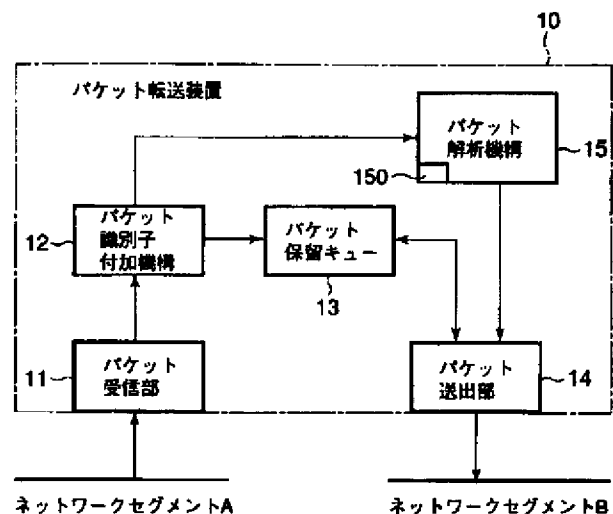 10
パケット転送装置
パケット
解析機構
15
150
パケット
識別子
付加機構
12
パケット
保留キュー
13
パケット
受信部
11
パケット
送出部
14
ネットワークセグメントA
ネットワークセグメントB